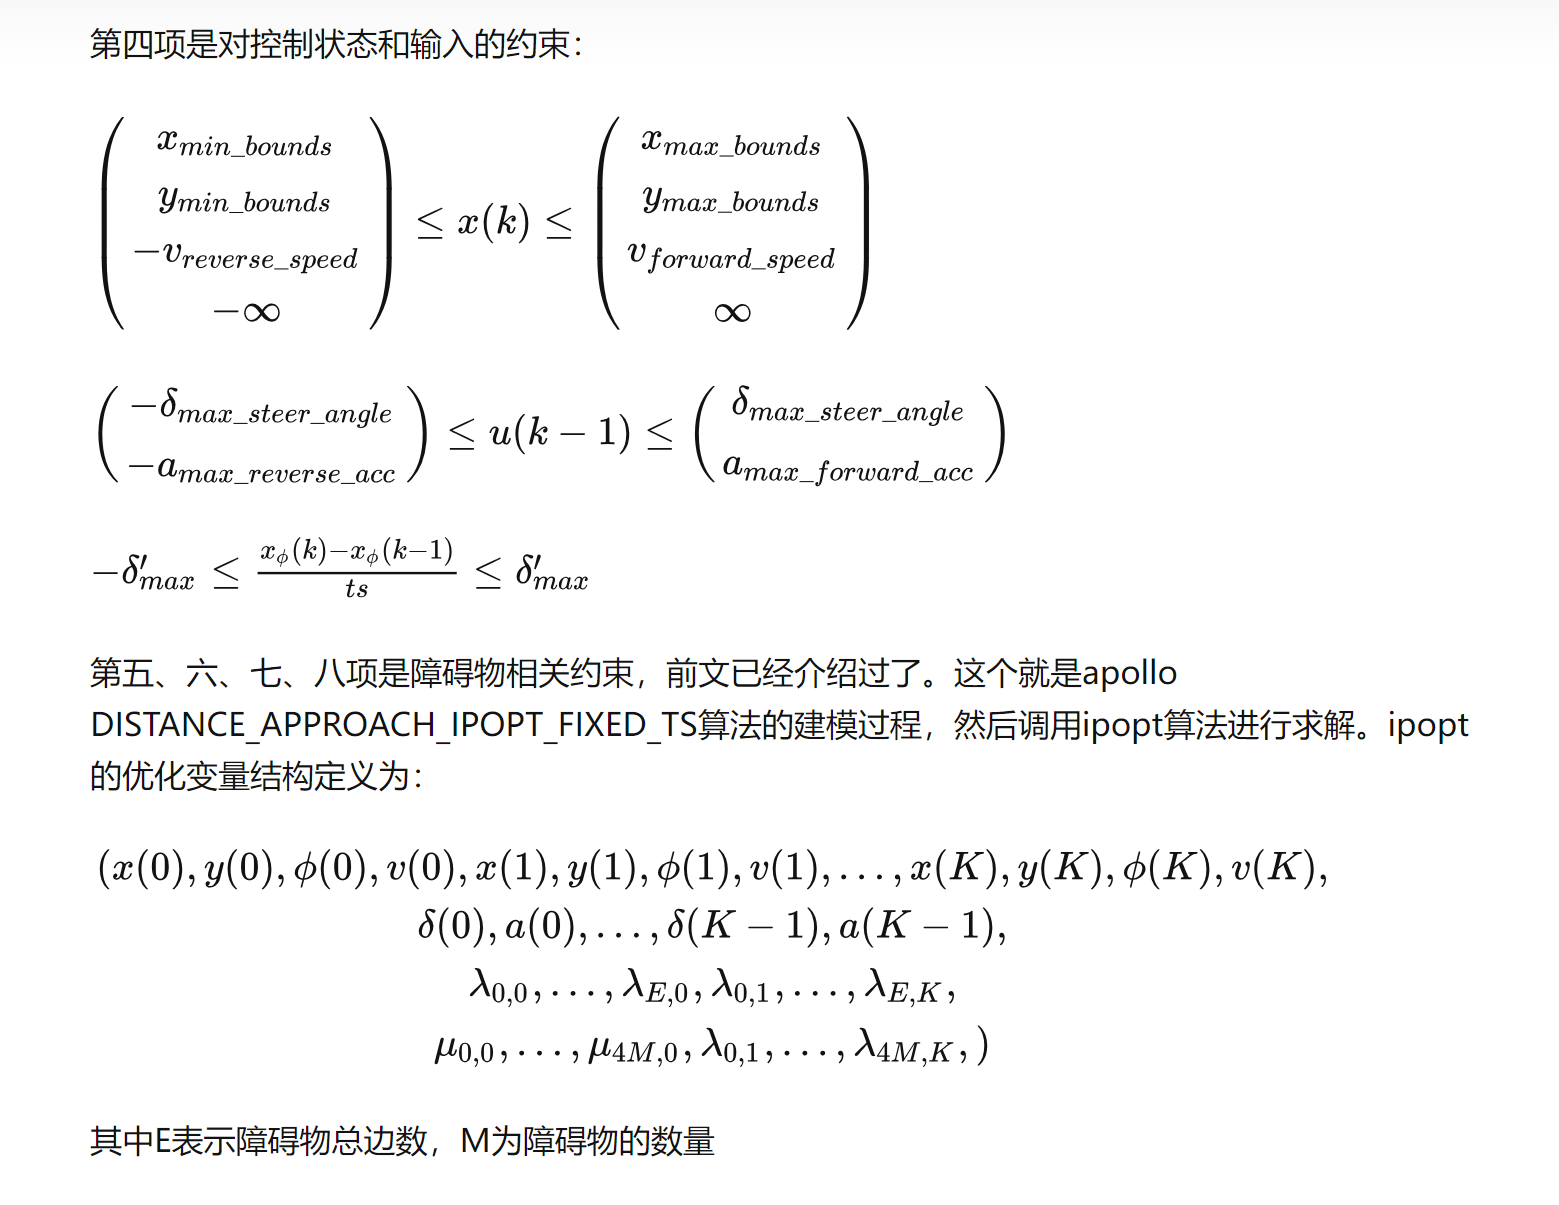 第四项是对控制状态和输入的约束：
$\begin{pmatrix} x_{min\_bounds} \\ y_{min\_bounds} \\ -v_{reverse\_speed} \\ -\infty \end{pmatrix} \leq x(k) \leq \begin{pmatrix} x_{max\_bounds} \\ y_{max\_bounds} \\ v_{forward\_speed} \\ \infty \end{pmatrix}$
$\begin{pmatrix} -\delta_{max\_steer\_angle} \\ -a_{max\_reverse\_acc} \end{pmatrix} \leq u(k-1) \leq \begin{pmatrix} \delta_{max\_steer\_angle} \\ a_{max\_forward\_acc} \end{pmatrix}$
$-\delta'_{max} \leq \frac{x_{\phi}(k)-x_{\phi}(k-1)}{ts} \leq \delta'_{max}$
第五、六、七、八项是障碍物相关约束，前文已经介绍过了。这个就是apollo
DISTANCE_APPROACH_IPOPT_FIXED_TS算法的建模过程，然后调用ipopt算法进行求解。ipopt
的优化变量结构定义为：
$(x(0), y(0), \phi(0), v(0), x(1), y(1), \phi(1), v(1), \ldots, x(K), y(K), \phi(K), v(K),$
$\delta(0), a(0), \ldots, \delta(K-1), a(K-1),$
$\lambda_{0,0}, \ldots, \lambda_{E,0}, \lambda_{0,1}, \ldots, \lambda_{E,K},$
$\mu_{0,0}, \ldots, \mu_{4M,0}, \lambda_{0,1}, \ldots, \lambda_{4M,K},)$
其中E表示障碍物总边数，M为障碍物的数量